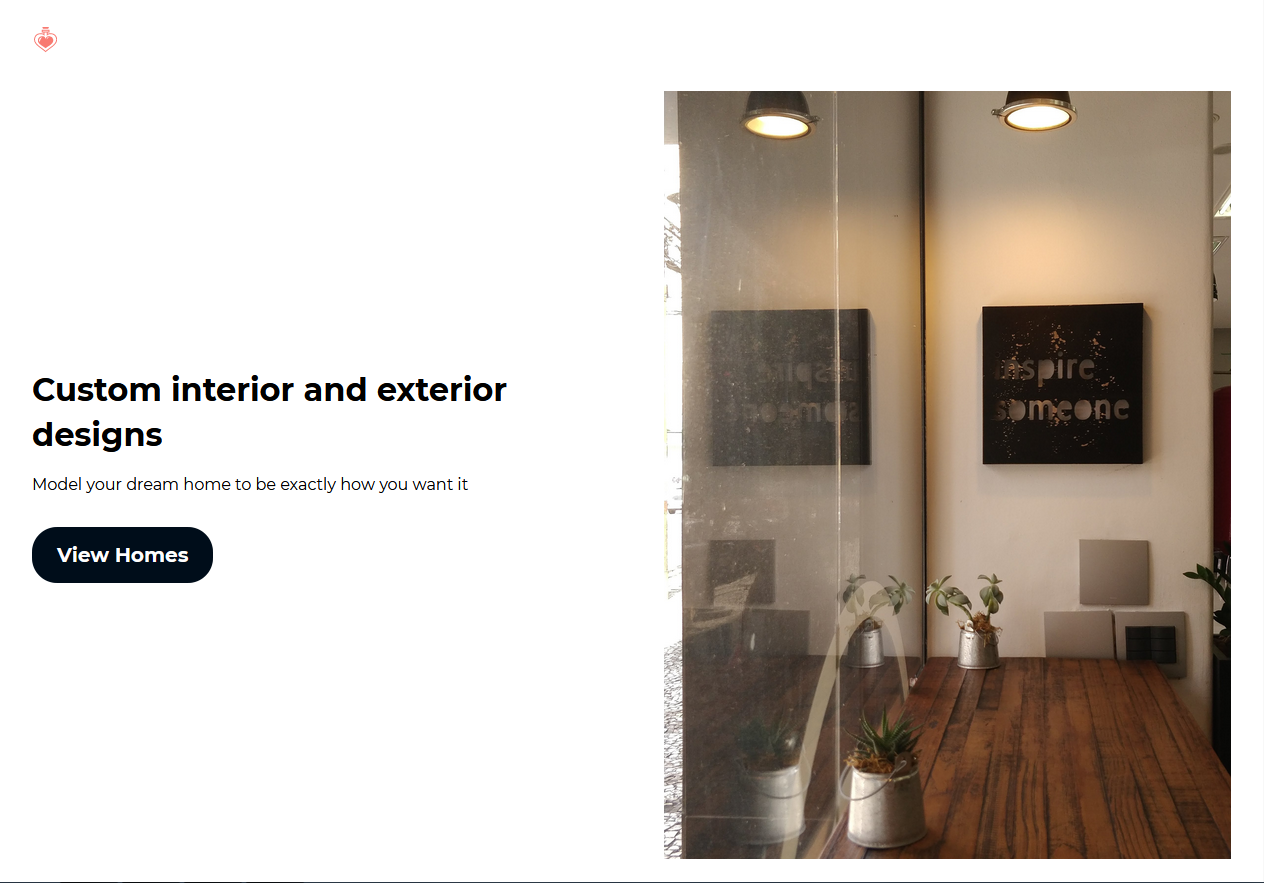 Custom interior and exterior
designs
Model your dream home to be exactly how you want it
View Homes
inspire
someone